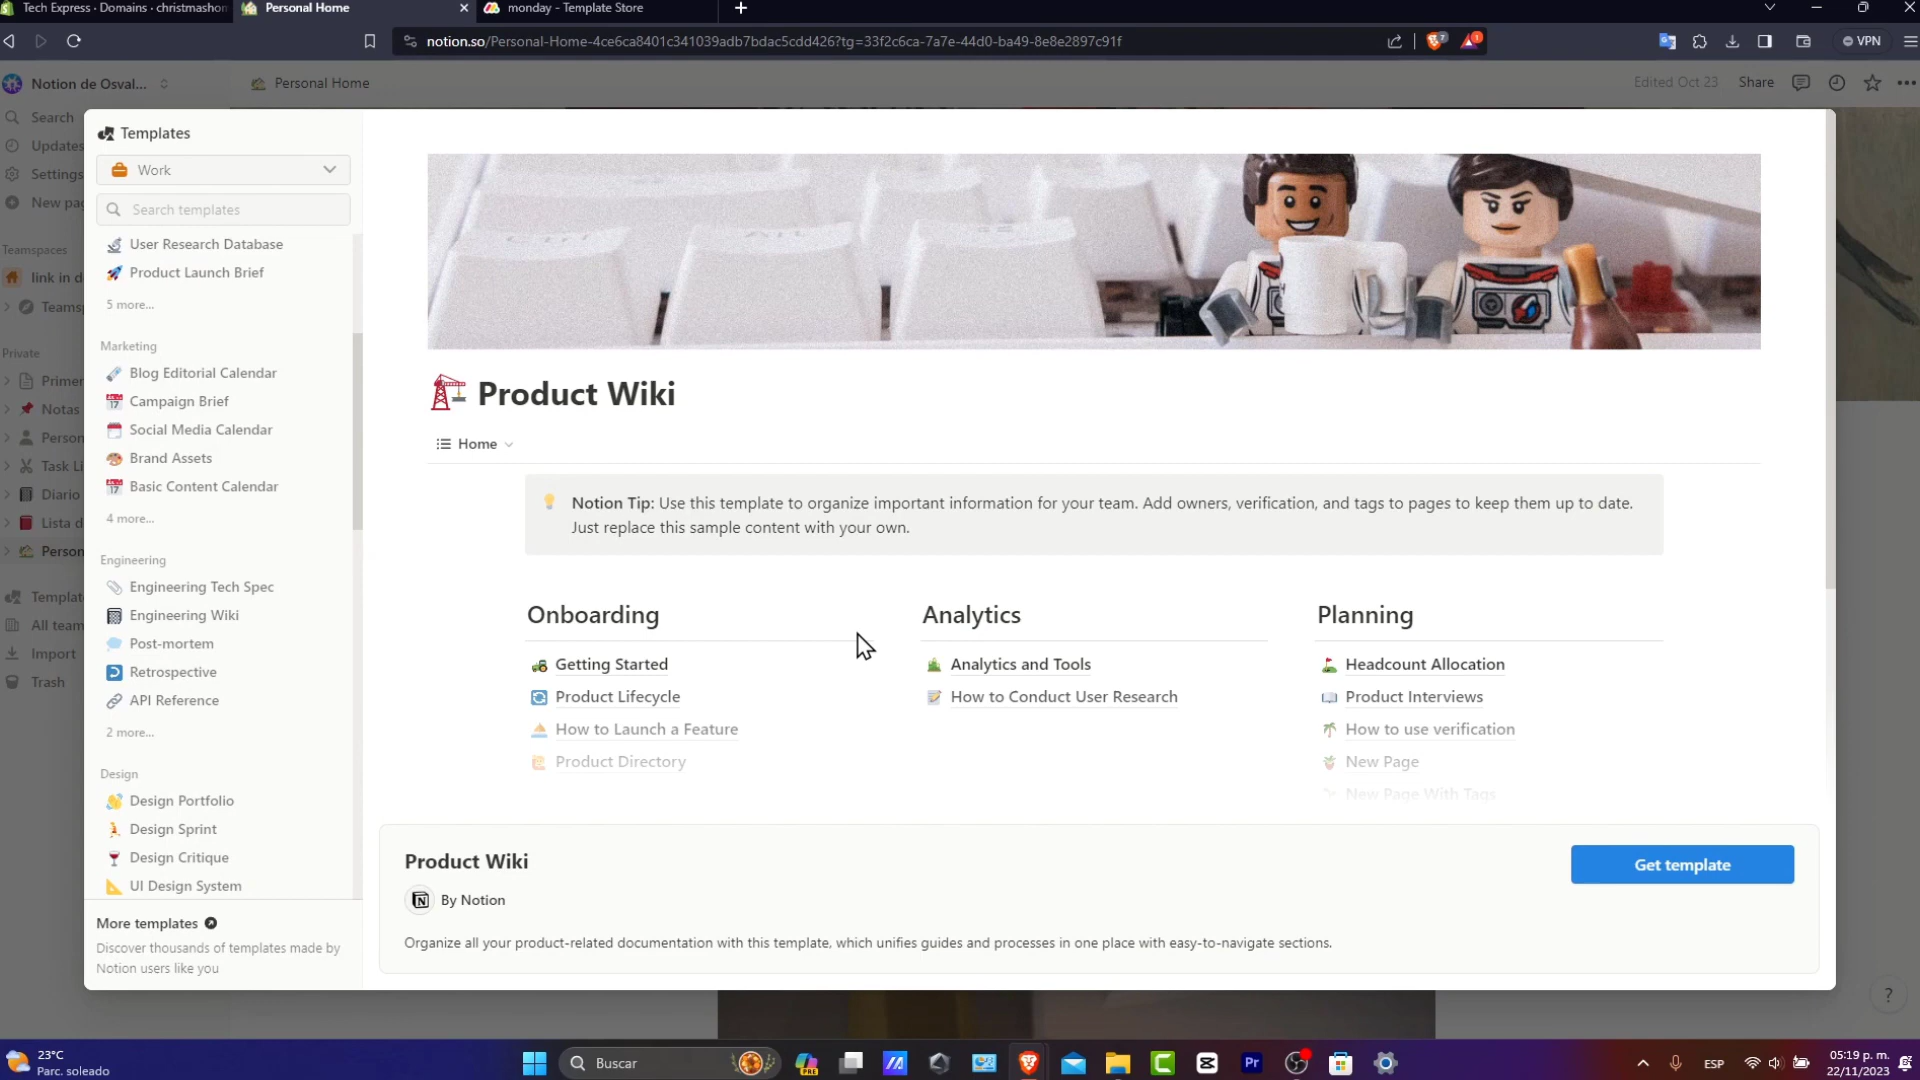 Tech Express · Domains · christmashor
Personal Home
monday - Template Store
notion.so/Personal-Home-4ce6ca8401c341039adb7bdac5cdd426?tg=33f2c6ca-7a7e-44d0-ba49-8e8e2897c91f
VPN
Notion de Osval...
Personal Home
Edited Oct 23
Share
Search
Updates
Settings
New pag
Teamspaces
link in d
Teamsp
Private
Primer
Notas
Person
Task Li
Diario
Lista d
Person
Templat
All team
Import
Trash
Templates
Work
Search templates
User Research Database
Product Launch Brief
5 more...
Marketing
Blog Editorial Calendar
Campaign Brief
Social Media Calendar
Brand Assets
Basic Content Calendar
4 more...
Engineering
Engineering Tech Spec
Engineering Wiki
Post-mortem
Retrospective
API Reference
2 more...
Design
Design Portfolio
Design Sprint
Design Critique
UI Design System
More templates
Discover thousands of templates made by
Notion users like you
Product Wiki
Home
Notion Tip: Use this template to organize important information for your team. Add owners, verification, and tags to pages to keep them up to date.
Just replace this sample content with your own.
Onboarding
Getting Started
Product Lifecycle
How to Launch a Feature
Product Directory
Analytics
Analytics and Tools
How to Conduct User Research
Planning
Headcount Allocation
Product Interviews
How to use verification
New Page
New Page With Tags
Product Wiki
By Notion
Organize all your product-related documentation with this template, which unifies guides and processes in one place with easy-to-navigate sections.
Get template
23°C
Parc. soleado
Buscar
ESP
05:19 p. m.
22/11/2023